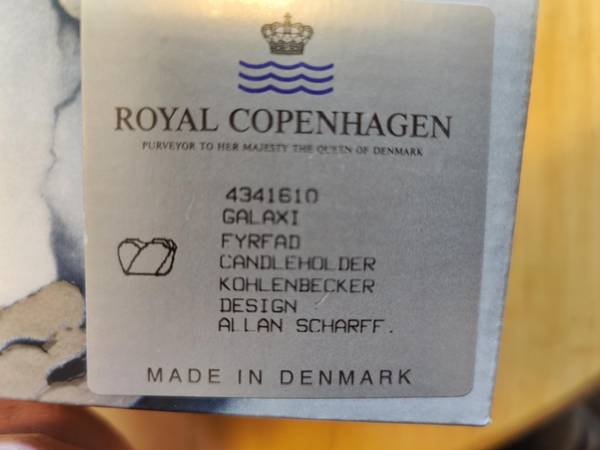 ROYAL COPENHAGEN
PURVEYOR TO HER MAJESTY THE QUEEN OF DENMARK
4341610
GALAXI
FYRFAD
CANDLEHOLDER
KOHLENBECKER
DESIGN
ALLAN SCHARFF.
MADE IN DENMARK